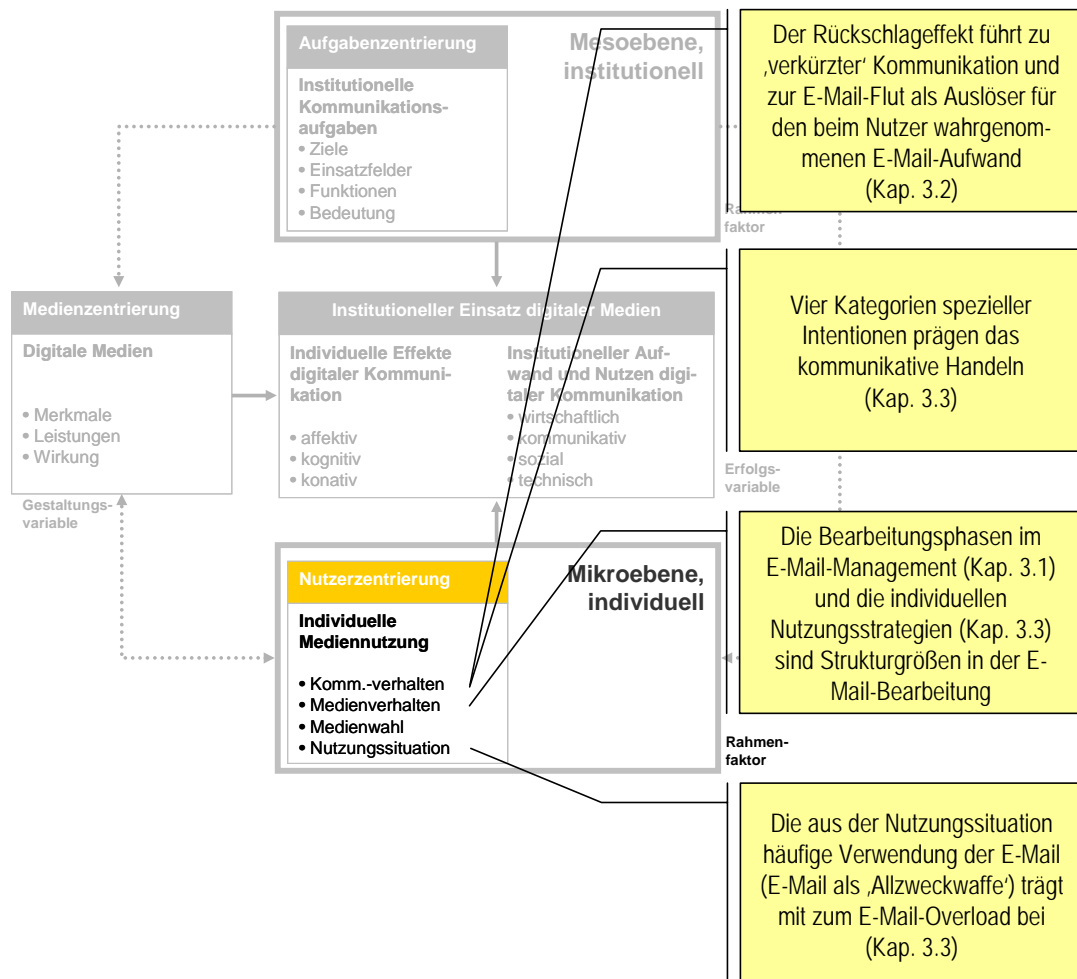 Aufgabenzentrierung
Mesoebene,
institutionell
Institutionelle
Kommunikations-
aufgaben
• Ziele
• Einsatzfelder
• Funktionen
• Bedeutung
faktor
Medienzentrierung
Digitale Medien
• Merkmale
• Leistungen
• Wirkung
Gestaltungs-
variable
Institutioneller Einsatz digitaler Medien
Individuelle Effekte
digitaler Kommuni-
kation
• affektiv
• kognitiv
• konativ
Institutioneller Auf-
wand und Nutzen digi-
taler Kommunikation
• wirtschaftlich
• kommunikativ
• sozial
• technisch
Erfolgs-
variable
Nutzerzentrierung
Mikroebene,
individuell
Individuelle
Mediennutzung
• Komm.-verhalten
• Medienverhalten
• Medienwahl
• Nutzungssituation
Rahmen-
faktor
Der Rückschlageffekt führt zu
‚verkürzter‘ Kommunikation und
zur E-Mail-Flut als Auslöser für
den beim Nutzer wahrgenom-
menen E-Mail-Aufwand
(Kap. 3.2)
Vier Kategorien spezieller
Intentionen prägen das
kommunikative Handeln
(Kap. 3.3)
Die Bearbeitungsphasen im
E-Mail-Management (Kap. 3.1)
und die individuellen
Nutzungsstrategien (Kap. 3.3)
sind Strukturgrößen in der E-
Mail-Bearbeitung
Die aus der Nutzungssituation
häufige Verwendung der E-Mail
(E-Mail als ‚Allzweckwaffe‘) trägt
mit zum E-Mail-Overload bei
(Kap. 3.3)